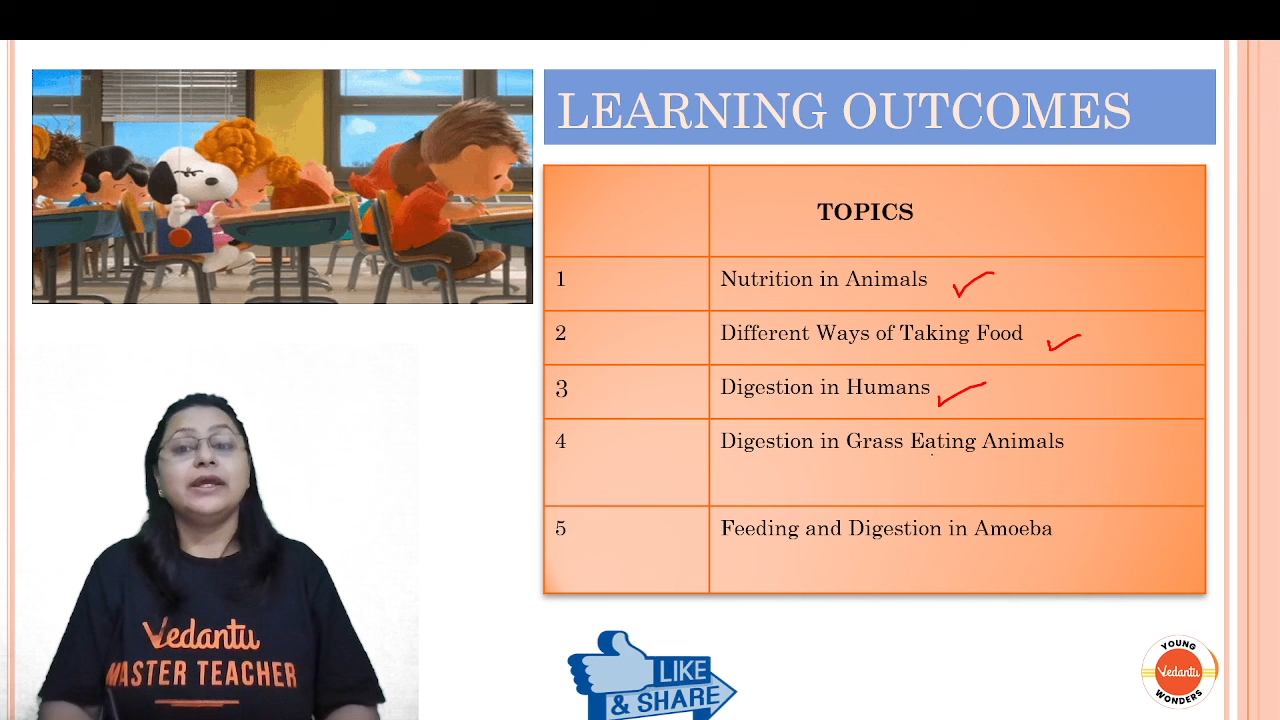 LEARNING OUTCOMES
TOPICS
1 Nutrition in Animals
2 Different Ways of Taking Food
3 Digestion in Humans
4 Digestion in Grass Eating Animals
5 Feeding and Digestion in Amoeba
Vedantu
MASTER TEACHER
LIKE
& SHARE
YOUNG
Vedantu
WONDERS